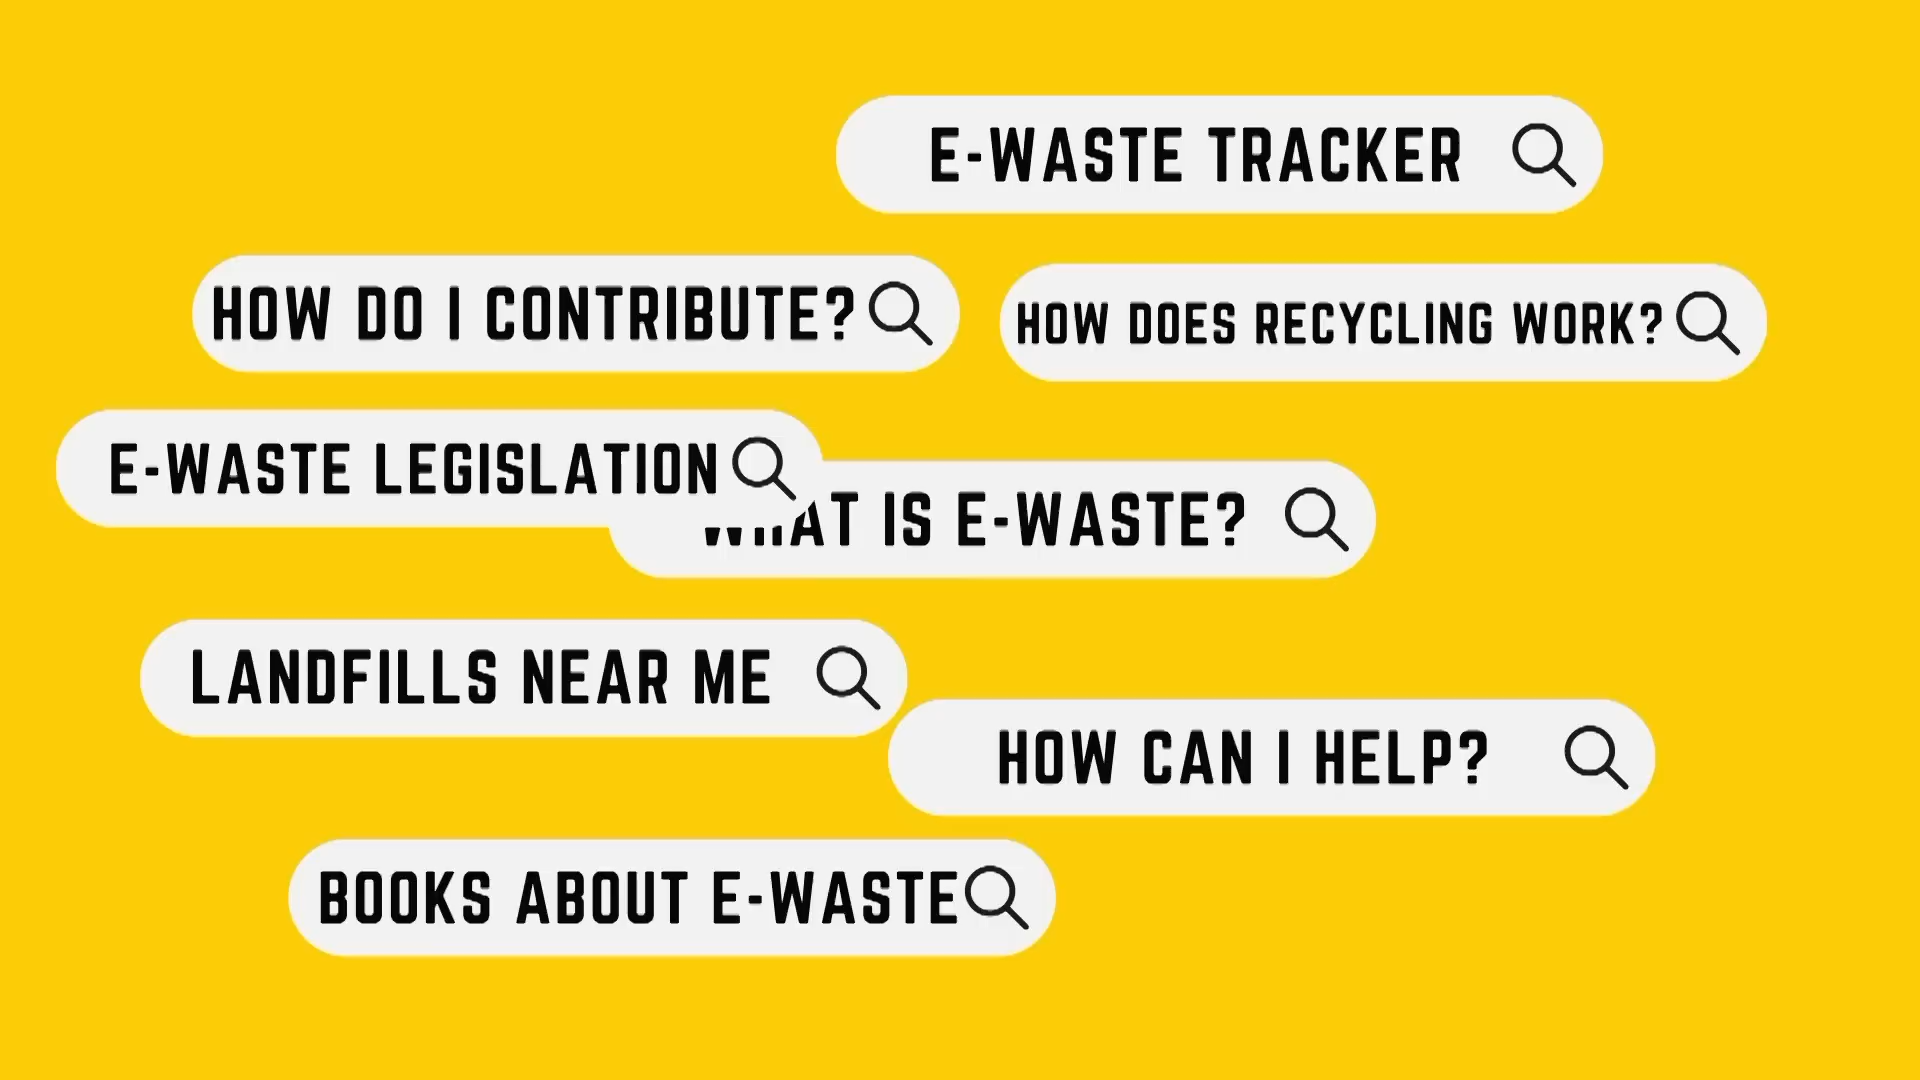 E-WASTE TRACKER
HOW DO I CONTRIBUTE?
HOW DOES RECYCLING WORK?
E-WASTE LEGISLATION
WHAT IS E-WASTE?
LANDFILLS NEAR ME
HOW CAN I HELP?
BOOKS ABOUT E-WASTE